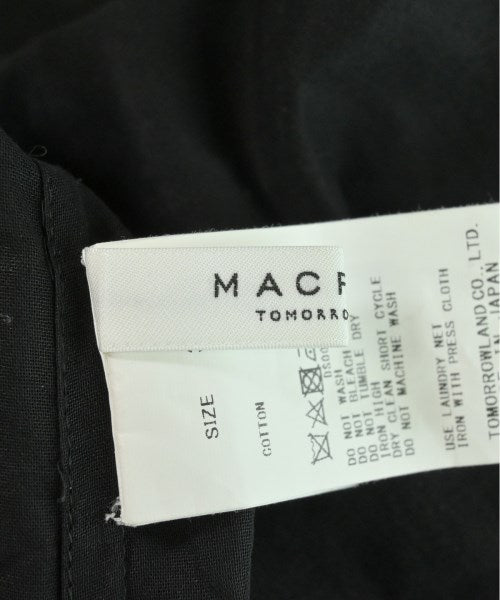 MACP
TOMORRO
SIZE
COTTON
DO NOT WASH
DO NOT BLEACH
DO NOT TUMBLE DRY
IRON HIGH
DRY CLEAN SHORT CYCLE
DO NOT MACHINE WASH
USE LAUNDRY NET
IRON WITH PRESS CLOTH
TOMORROWLAND CO., LTD.
IN JAPAN